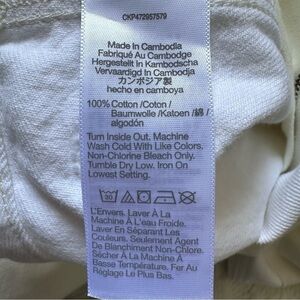 CKP472957579
Made In Cambodia
Fabriqué Au Cambodge
Hergestellt In Kambodscha
Vervaardigd In Cambodja
カンボジア製
hecho en camboya
100% Cotton /Coton /
Baumwolle /Katoen /綿 /
algodón
Turn Inside Out. Machine
Wash Cold With Like Colors.
Non-Chlorine Bleach Only.
Tumble Dry Low. Iron On
Lowest Setting.
30
L'Envers. Laver À La
Machine À L'eau Froide.
Laver En Séparant Les
Couleurs. Seulement Agent
De Blanchiment Non-Chloré.
Sécher À La Machine À
Basse Température. Fer Au
Réglage Le Plus Bas.